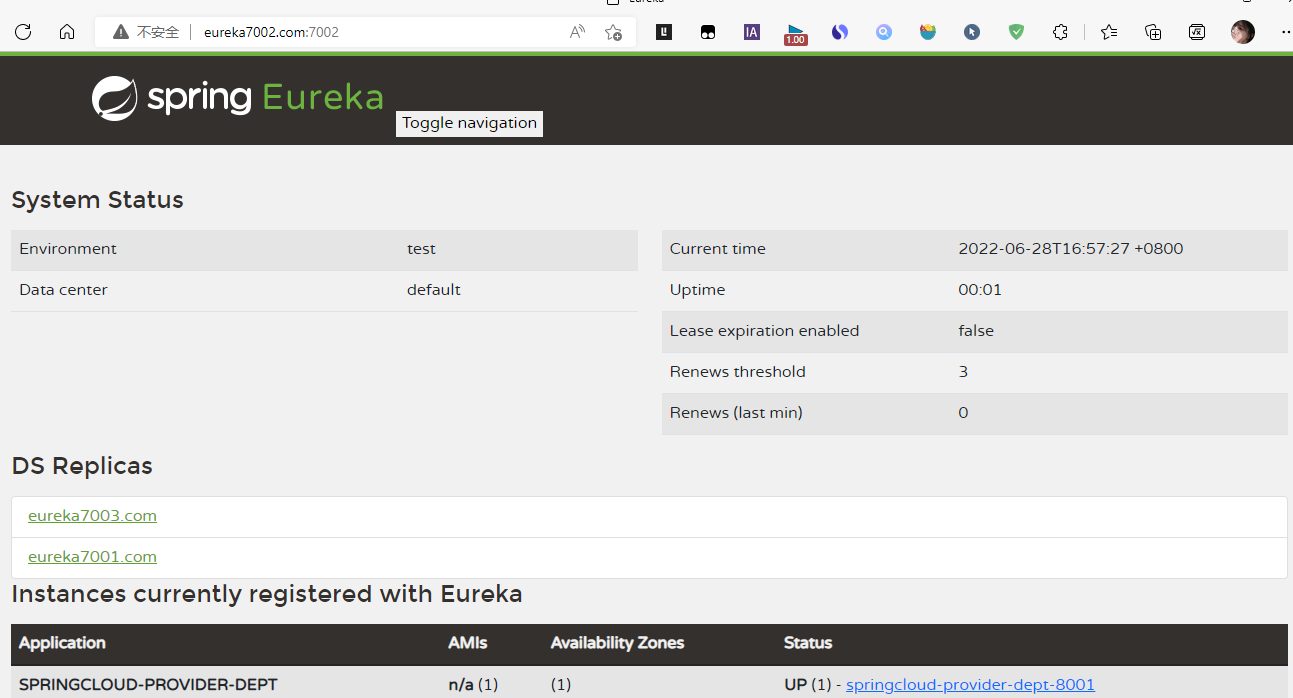 Eureka
不安全 eureka7002.com:7002 A L! IA 1.00
spring Eureka
Toggle navigation
System Status
Environment test
Data center default
Current time 2022-06-28T16:57:27 +0800
Uptime 00:01
Lease expiration enabled false
Renews threshold 3
Renews (last min) 0
DS Replicas
eureka7003.com
eureka7001.com
Instances currently registered with Eureka
Application AMIs Availability Zones Status
SPRINGCLOUD-PROVIDER-DEPT n/a (1) (1) UP (1) - springcloud-provider-dept-8001